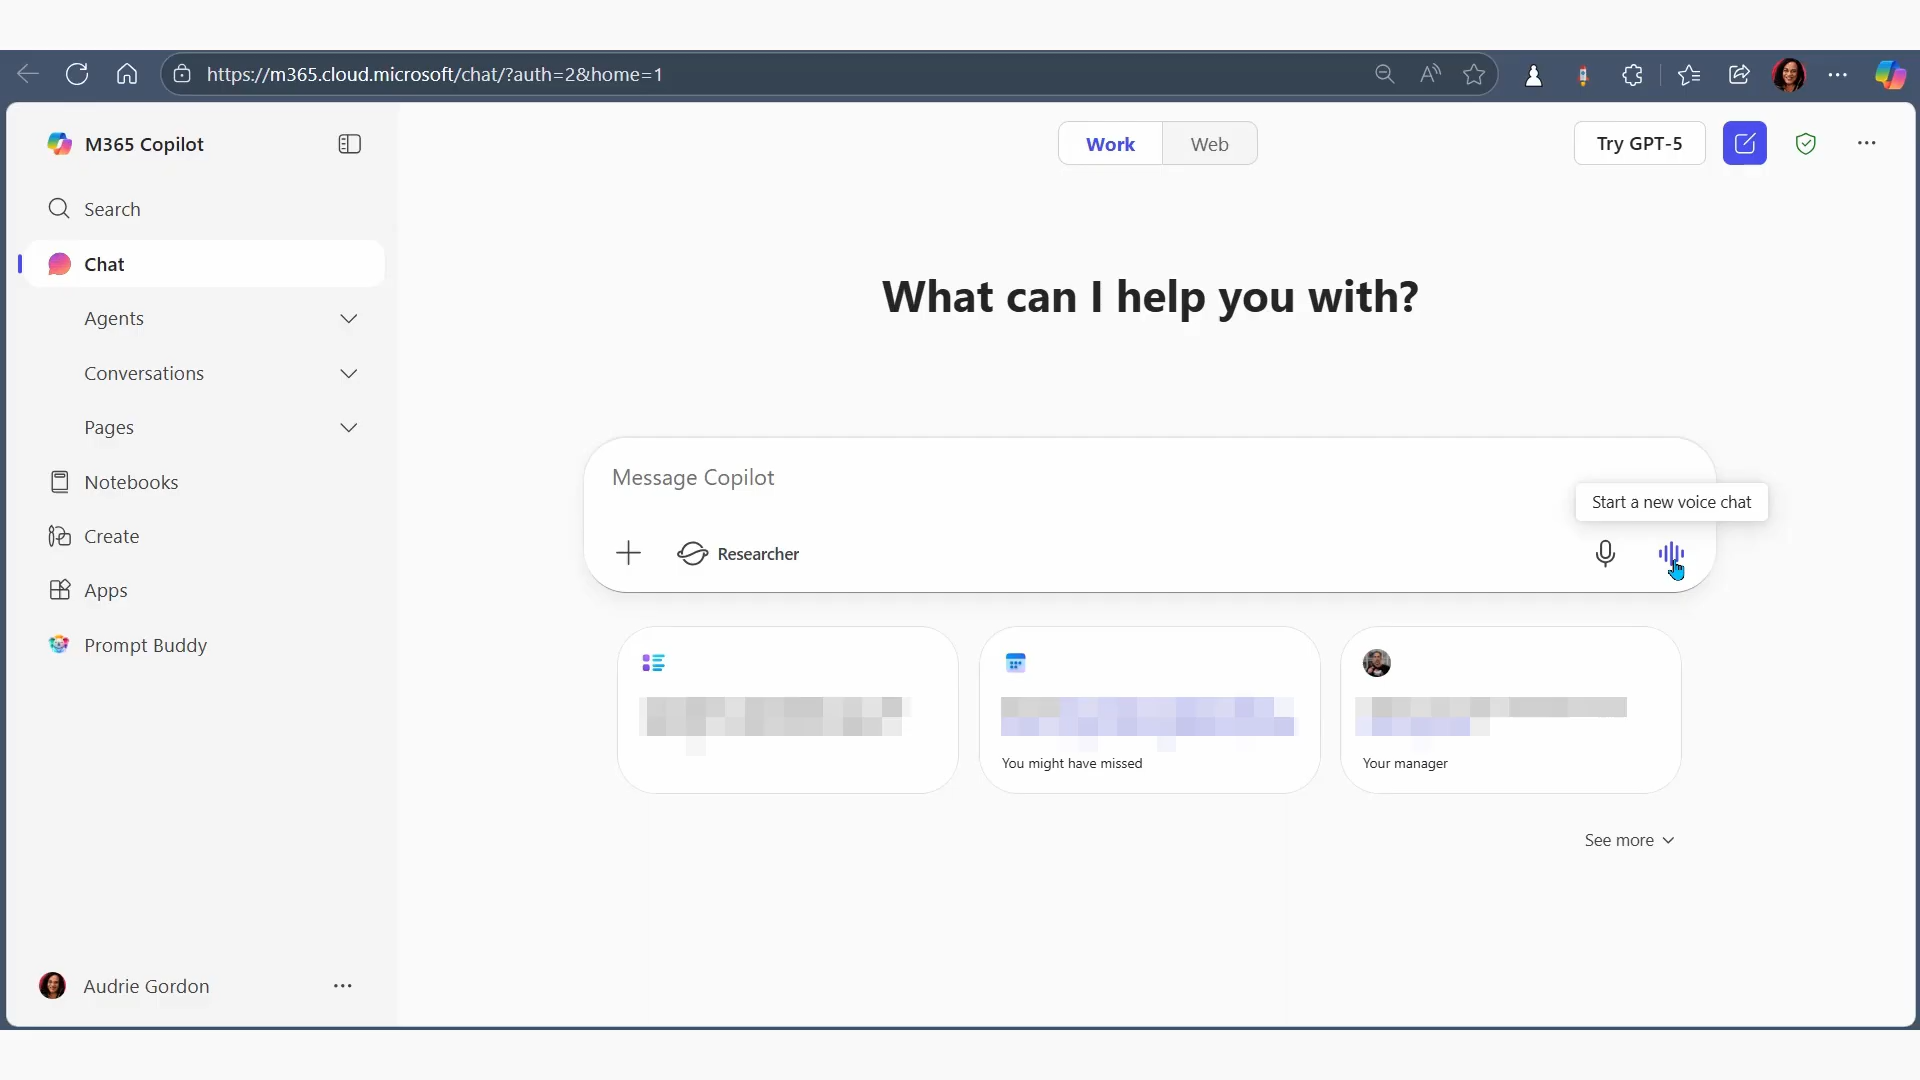 https://m365.cloud.microsoft/chat/?auth=2&home=1
M365 Copilot
Work
Web
Try GPT-5
Search
Chat
Agents
Conversations
Pages
Notebooks
Create
Apps
Prompt Buddy
What can I help you with?
Message Copilot
Start a new voice chat
Researcher
You might have missed
Your manager
See more
Audrie Gordon